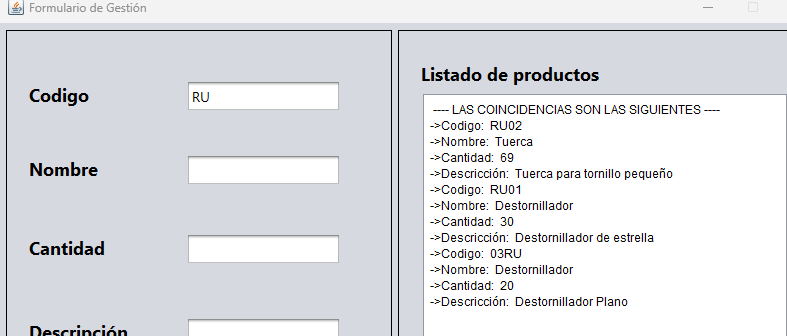 Formulario de Gestión
Codigo
RU
Nombre
Cantidad
Descripción
Listado de productos
---- LAS COINCIDENCIAS SON LAS SIGUIENTES ----
->Codigo: RU02
->Nombre: Tuerca
->Cantidad: 69
->Descricción: Tuerca para tornillo pequeño
->Codigo: RU01
->Nombre: Destornillador
->Cantidad: 30
->Descricción: Destornillador de estrella
->Codigo: 03RU
->Nombre: Destornillador
->Cantidad: 20
->Descricción: Destornillador Plano